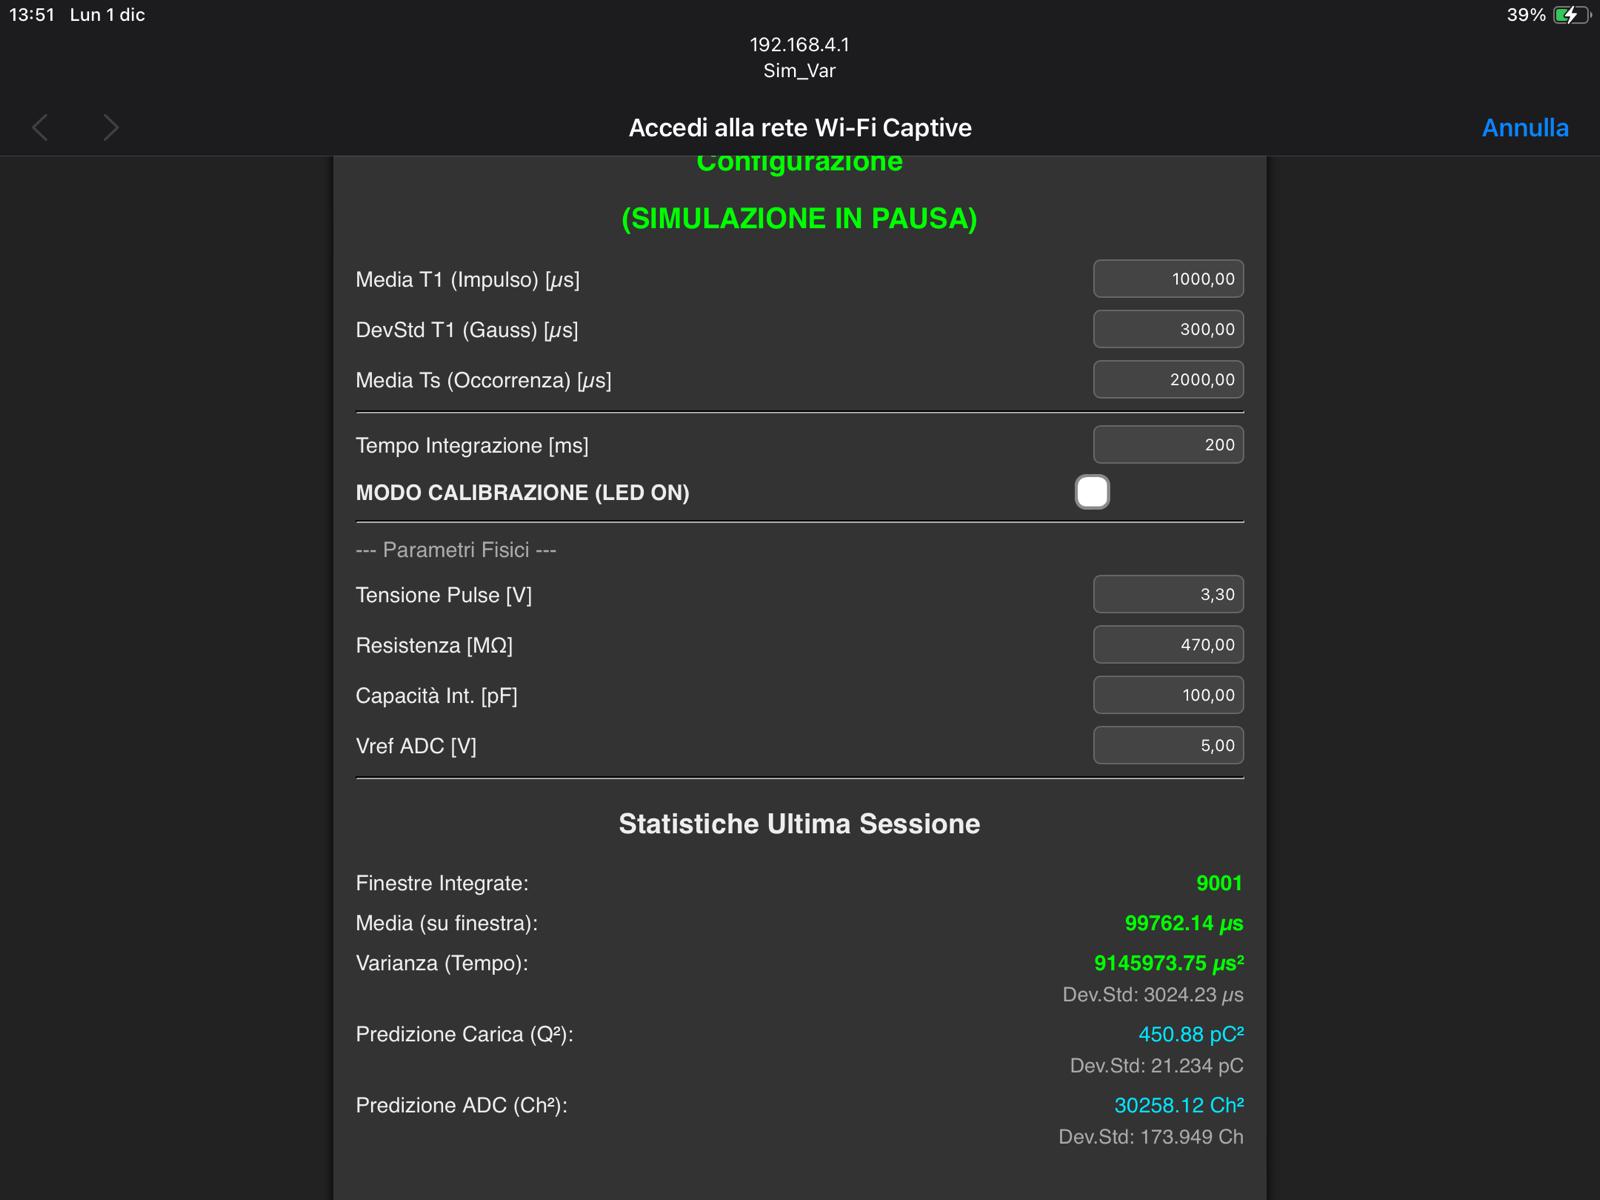 13:51 Lun 1 dic 39%
192.168.4.1
Sim_Var
Accedi alla rete Wi-Fi Captive Annulla
Configurazione
(SIMULAZIONE IN PAUSA)
Media T1 (Impulso) [µs] 1000,00
DevStd T1 (Gauss) [µs] 300,00
Media Ts (Occorrenza) [µs] 2000,00
Tempo Integrazione [ms] 200
MODO CALIBRAZIONE (LED ON)
--- Parametri Fisici ---
Tensione Pulse [V] 3,30
Resistenza [MΩ] 470,00
Capacità Int. [pF] 100,00
Vref ADC [V] 5,00
Statistiche Ultima Sessione
Finestre Integrate: 9001
Media (su finestra): 99762.14 µs
Varianza (Tempo): 9145973.75 µs²
Dev.Std: 3024.23 µs
Predizione Carica (Q²): 450.88 pC²
Dev.Std: 21.234 pC
Predizione ADC (Ch²): 30258.12 Ch²
Dev.Std: 173.949 Ch